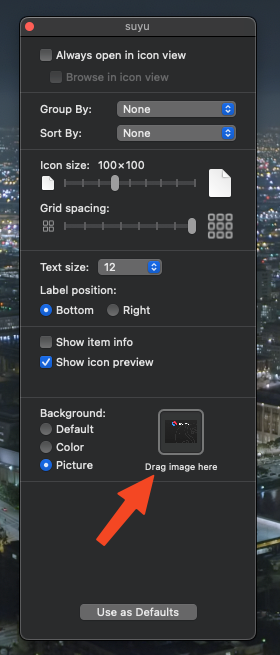 suyu
Always open in icon view
Browse in icon view
Group By: None
Sort By: None
Icon size: 100×100
Grid spacing:
Text size: 12
Label position:
Bottom Right
Show item info
Show icon preview
Background:
Default
Color
Picture
Drag image here
Use as Defaults